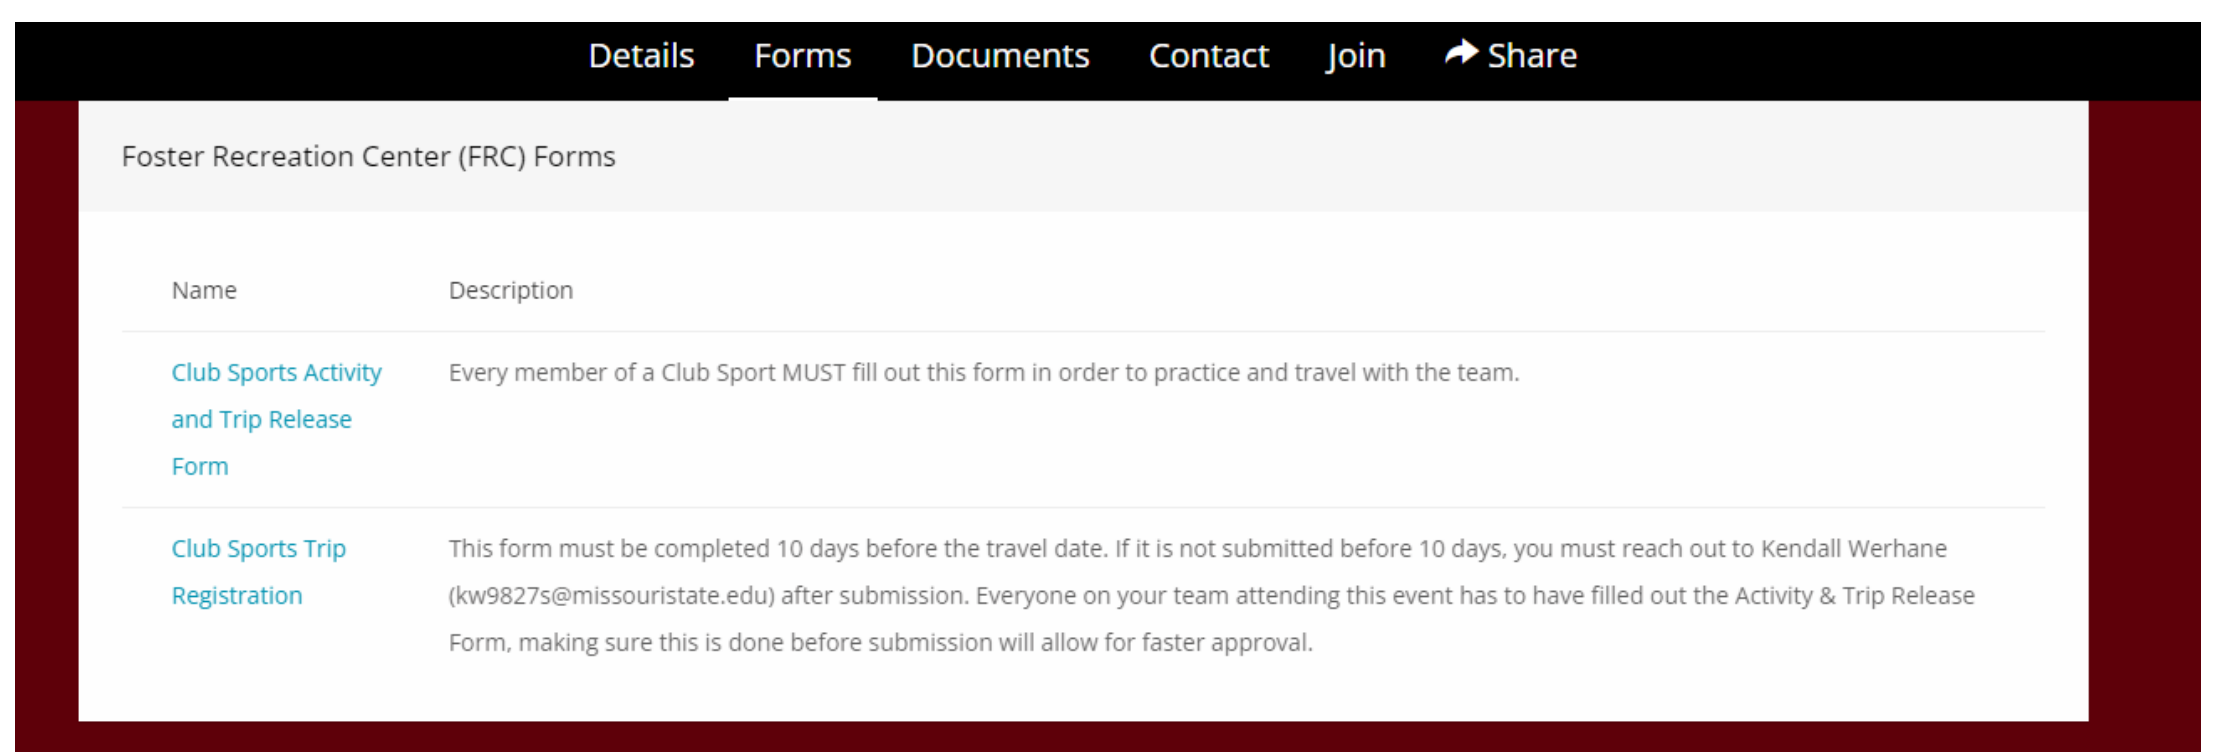 Details Forms Documents Contact Join Share
Foster Recreation Center (FRC) Forms
Name Description
Club Sports Activity
and Trip Release
Form
Every member of a Club Sport MUST fill out this form in order to practice and travel with the team.
Club Sports Trip
Registration
This form must be completed 10 days before the travel date. If it is not submitted before 10 days, you must reach out to Kendall Werhane
(kw9827s@missouristate.edu) after submission. Everyone on your team attending this event has to have filled out the Activity & Trip Release
Form, making sure this is done before submission will allow for faster approval.